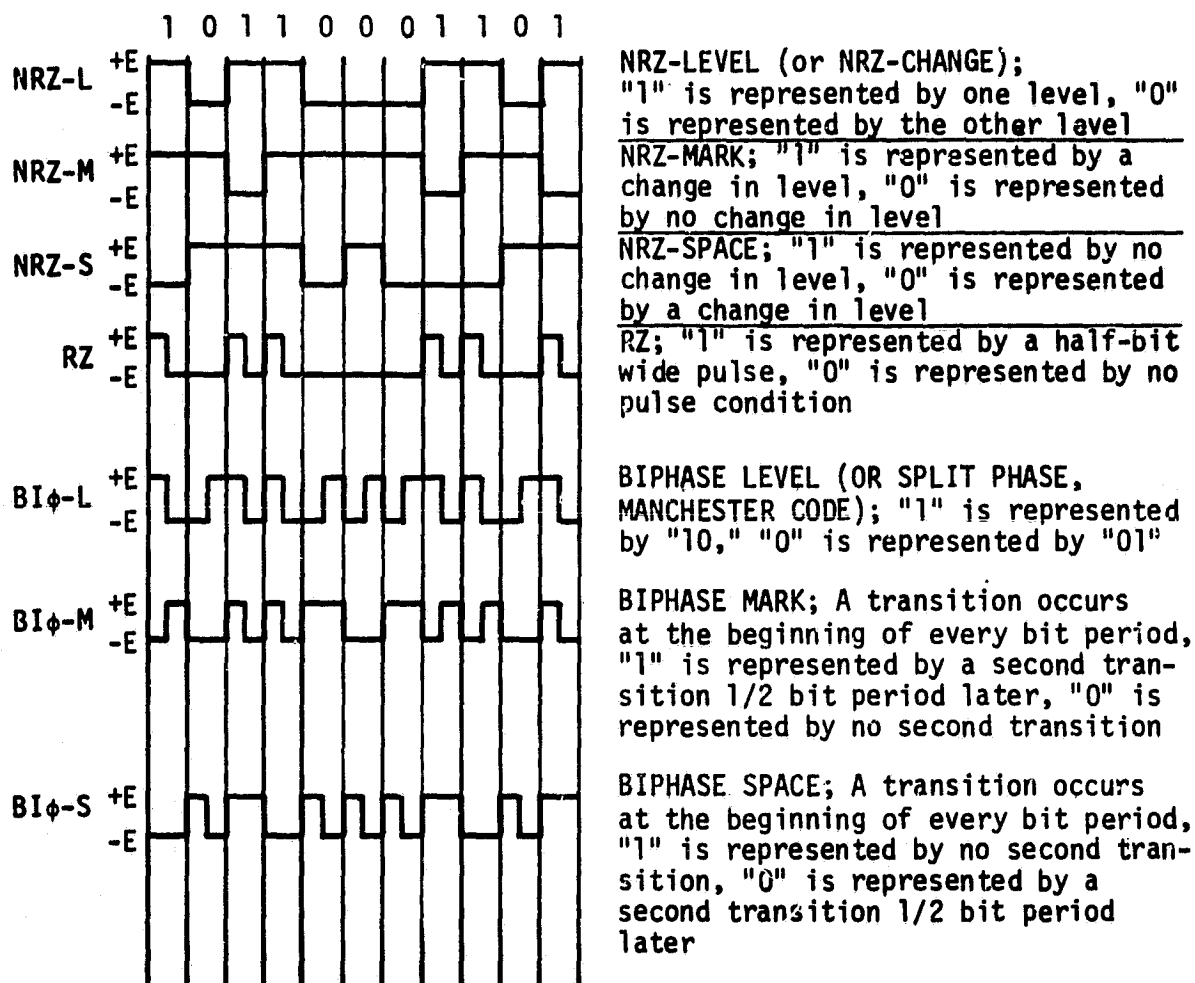 1 0 1 1 0 0 0 1 1 0 1
NRZ-L +E -E
NRZ-LEVEL (or NRZ-CHANGE);
"1" is represented by one level, "0"
is represented by the other lavel
NRZ-M +E -E
NRZ-MARK; "1" is represented by a
change in level, "0" is represented
by no change in level
NRZ-S +E -E
NRZ-SPACE; "1" is represented by no
change in level, "0" is represented
by a change in level
RZ +E -E
RZ; "1" is represented by a half-bit
wide pulse, "0" is represented by no
pulse condition
BIϕ-L +E -E
BIPHASE LEVEL (OR SPLIT PHASE,
MANCHESTER CODE); "1" is represented
by "10," "0" is represented by "01"
BIϕ-M +E -E
BIPHASE MARK; A transition occurs
at the beginning of every bit period,
"1" is represented by a second tran-
sition 1/2 bit period later, "0" is
represented by no second transition
BIϕ-S +E -E
BIPHASE SPACE; A transition occurs
at the beginning of every bit period,
"1" is represented by no second tran-
sition, "0" is represented by a
second transition 1/2 bit period
later